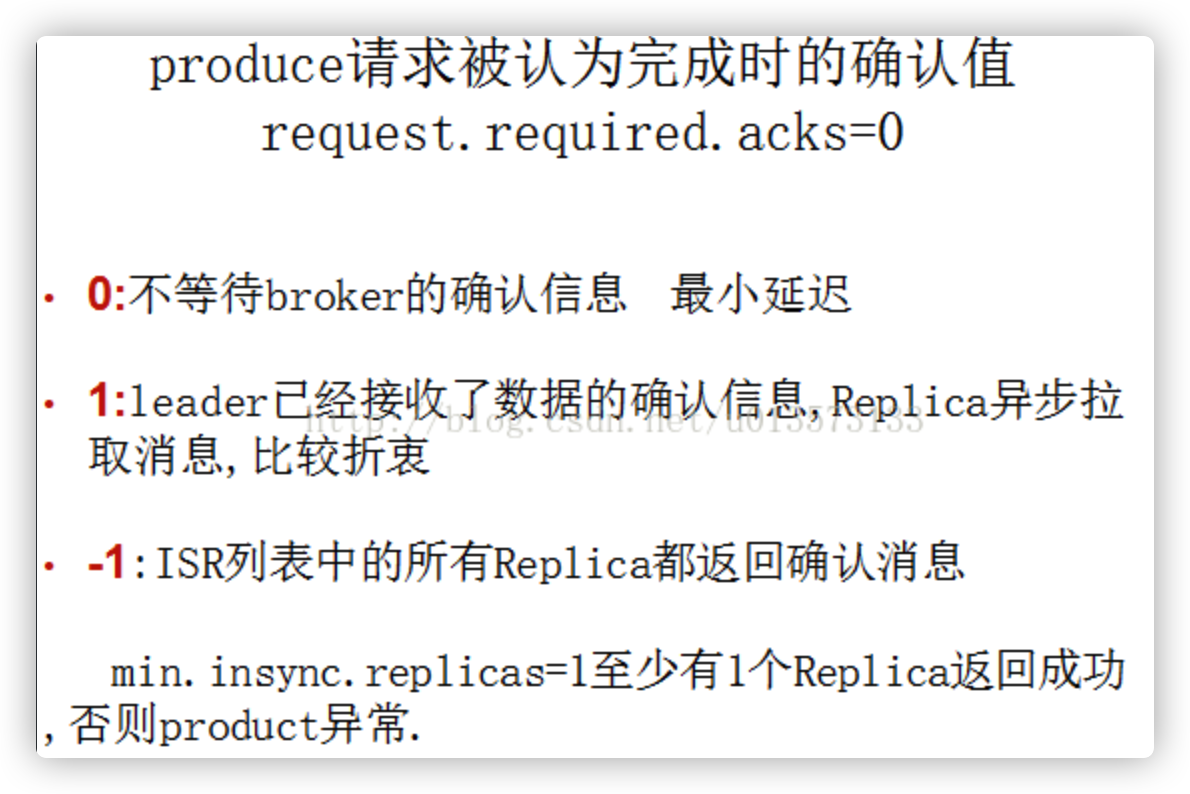 produce请求被认为完成时的确认值
request.required.acks=0
• 0:不等待broker的确认信息 最小延迟
• 1:leader已经接收了数据的确认信息,Replica异步拉
http://blog.csdn.net/u013573133
取消息,比较折衷
• -1:ISR列表中的所有Replica都返回确认消息
min.insync.replicas=1至少有1个Replica返回成功
,否则product异常.